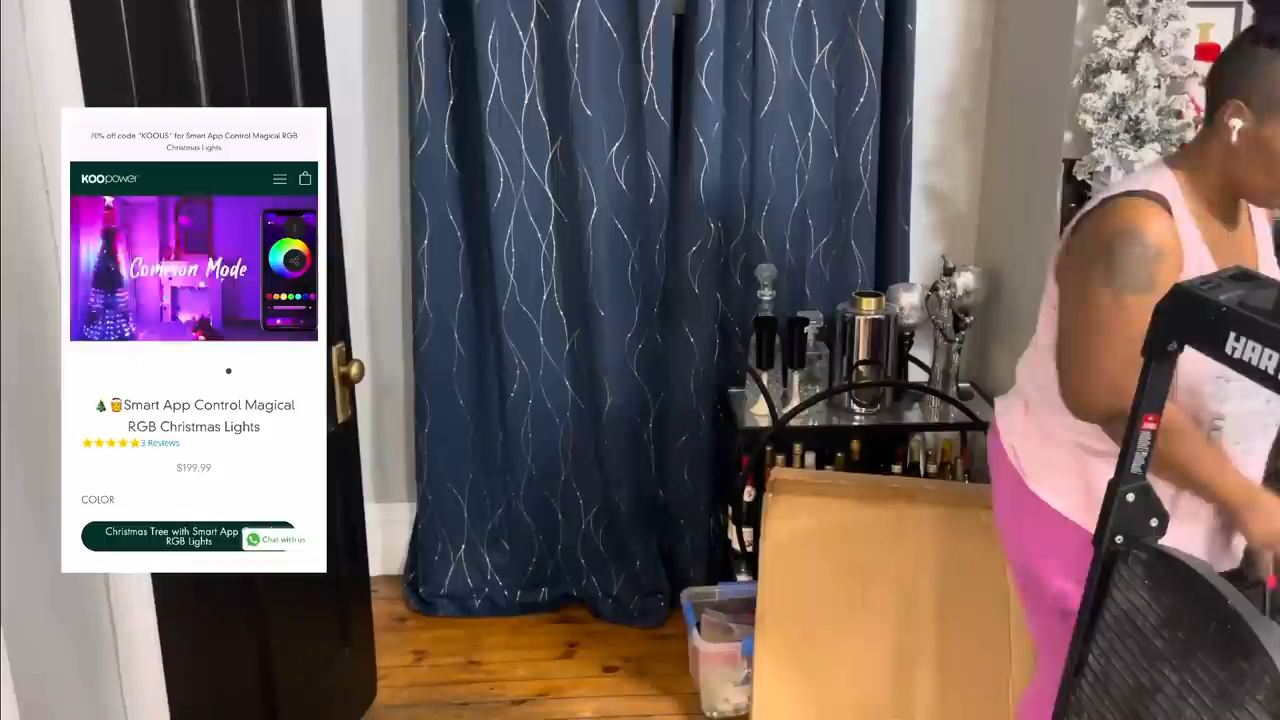 70% off code "KOOUS" for Smart App Control Magical RGB
Christmas Lights
KOOpower
Common Mode
Smart App Control Magical
RGB Christmas Lights
3 Reviews
$199.99
COLOR
Christmas Tree with Smart App
RGB Lights
Chat with us
HART